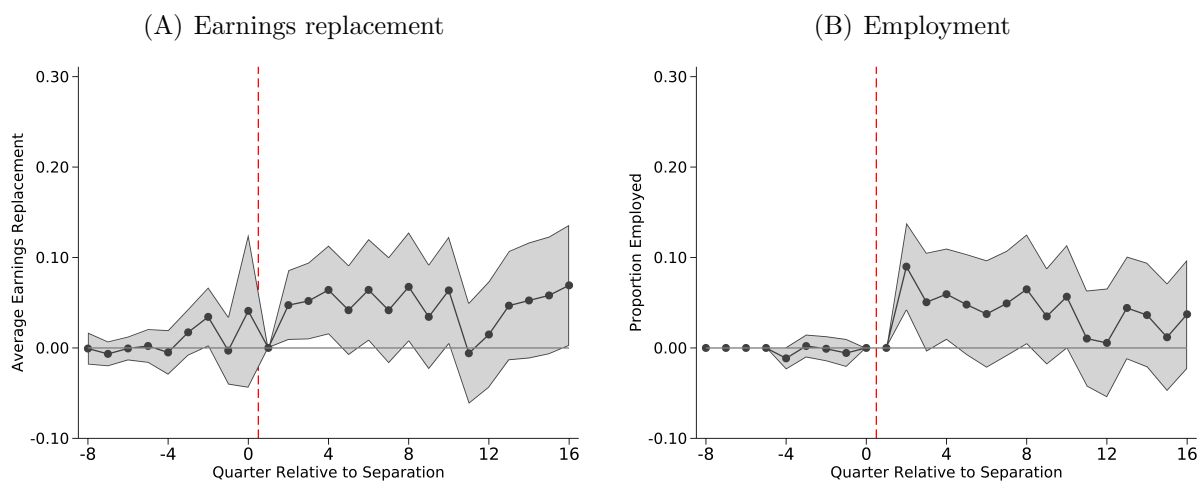 (A) Earnings replacement
0.30
0.20
0.10
0.00
-0.10
Average Earnings Replacement
-8 -4 0 4 8 12 16
Quarter Relative to Separation
(B) Employment
0.30
0.20
0.10
0.00
-0.10
Proportion Employed
-8 -4 0 4 8 12 16
Quarter Relative to Separation